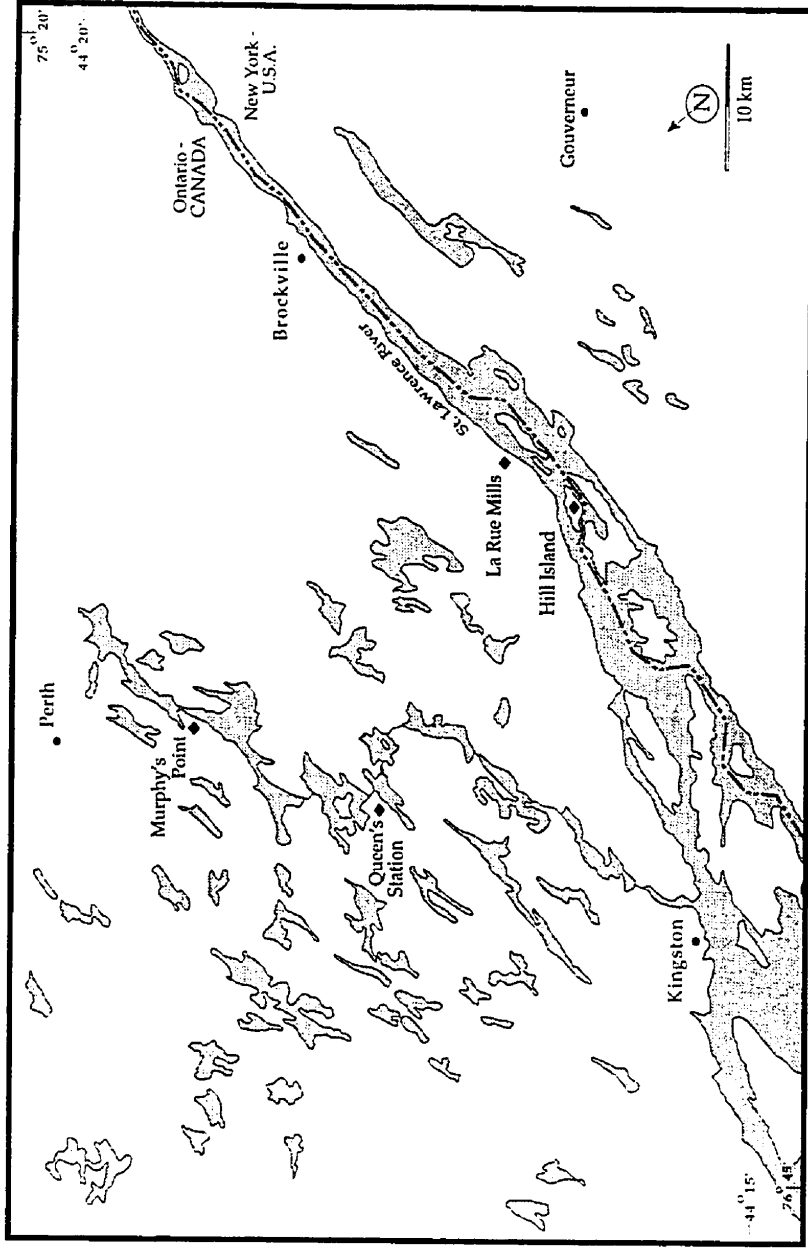 75° 20'
44° 20'
Ontario -
CANADA
New York -
U.S.A.
Brockville
Gouverneur
N
10 km
St. Lawrence River
Perth
Murphy's
Point
La Rue Mills
Hill Island
Queen's
Station
Kingston
44° 15'
76° 45'